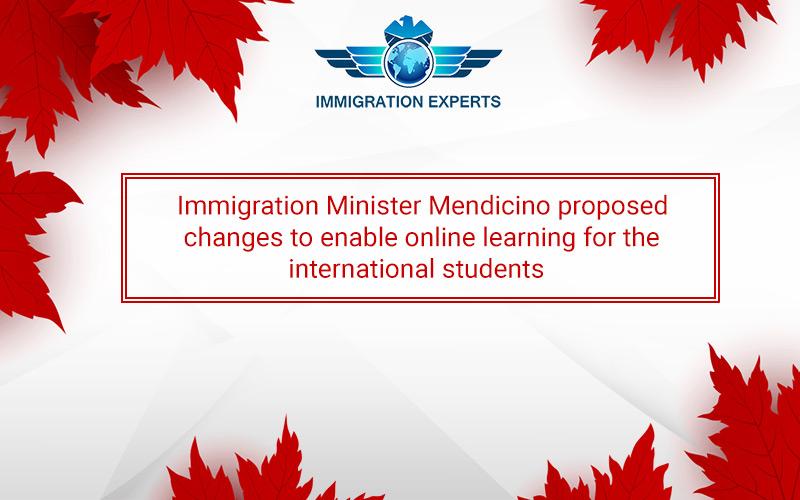 IMMIGRATION EXPERTS
Immigration Minister Mendicino proposed
changes to enable online learning for the
international students